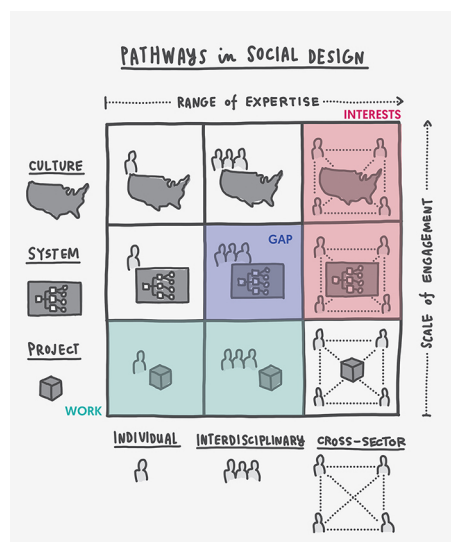 PATHWAYS in SOCIAL DESIGN
RANGE of EXPERTISE
INTERESTS
CULTURE
GAP
SYSTEM
SCALE of ENGAGEMENT
PROJECT
WORK
INDIVIDUAL
INTERDISCIPLINARY
CROSS-SECTOR